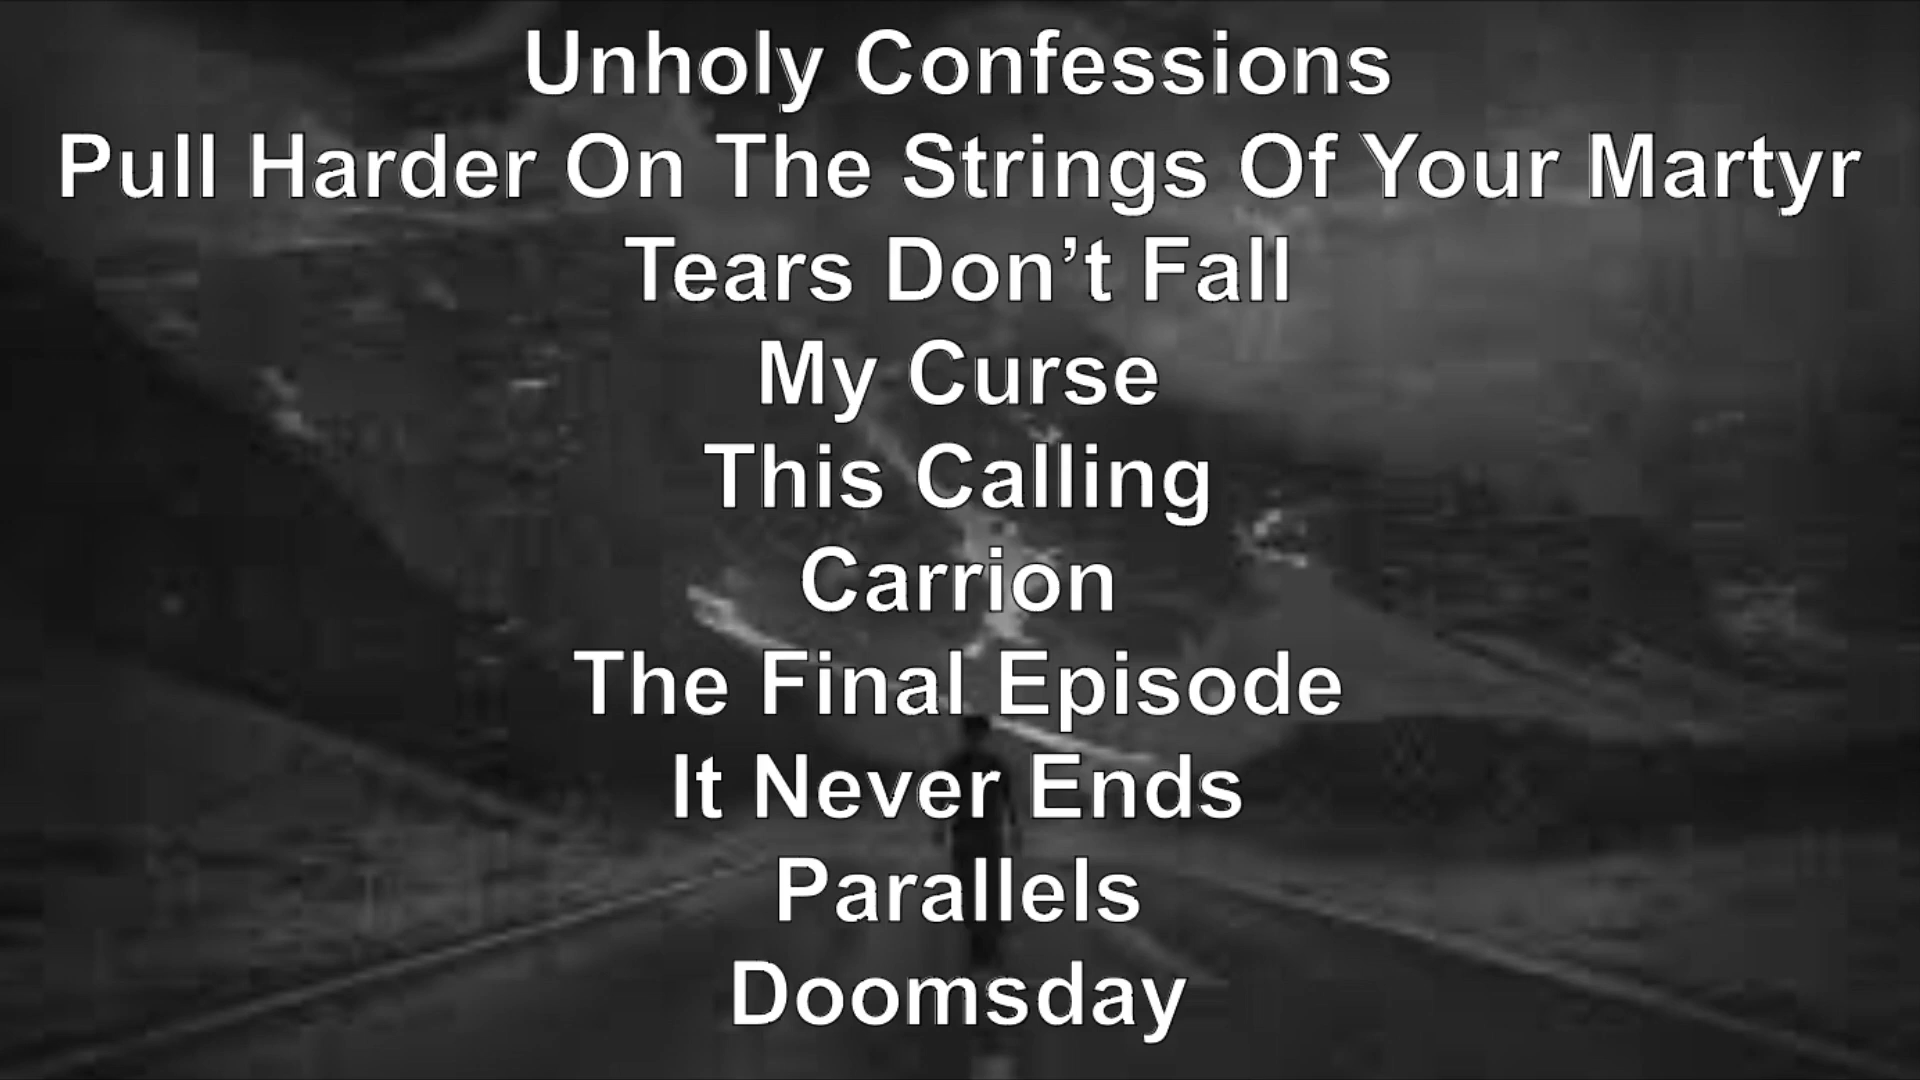 Unholy Confessions
Pull Harder On The Strings Of Your Martyr
Tears Don’t Fall
My Curse
This Calling
Carrion
The Final Episode
It Never Ends
Parallels
Doomsday